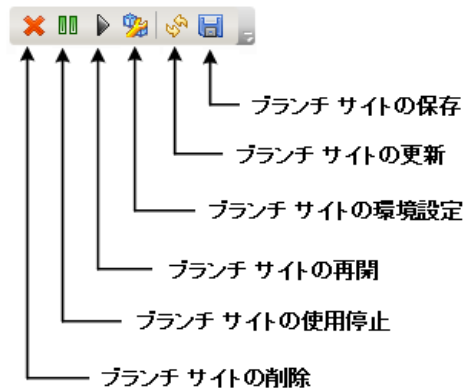 ブランチ サイトの保存
ブランチ サイトの更新
ブランチ サイトの環境設定
ブランチ サイトの再開
ブランチ サイトの使用停止
ブランチ サイトの削除